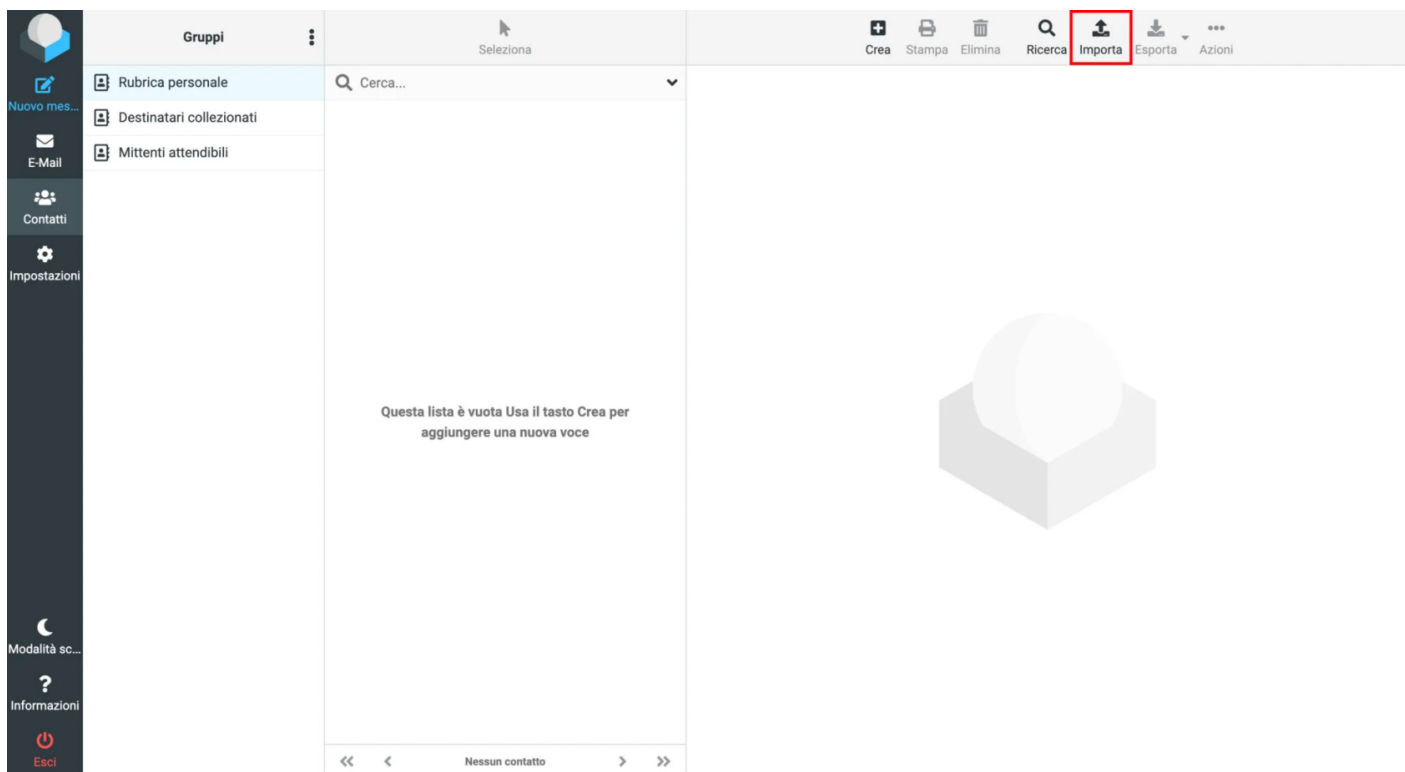 Gruppi
Seleziona
Crea Stampa Elimina Ricerca Importa Esporta Azioni
Nuovo mes...
E-Mail
Contatti
Impostazioni
Rubrica personale
Destinatari collezionati
Mittenti attendibili
Cerca...
Questa lista è vuota Usa il tasto Crea per
aggiungere una nuova voce
Modalità sc...
Informazioni
Esci
Nessun contatto